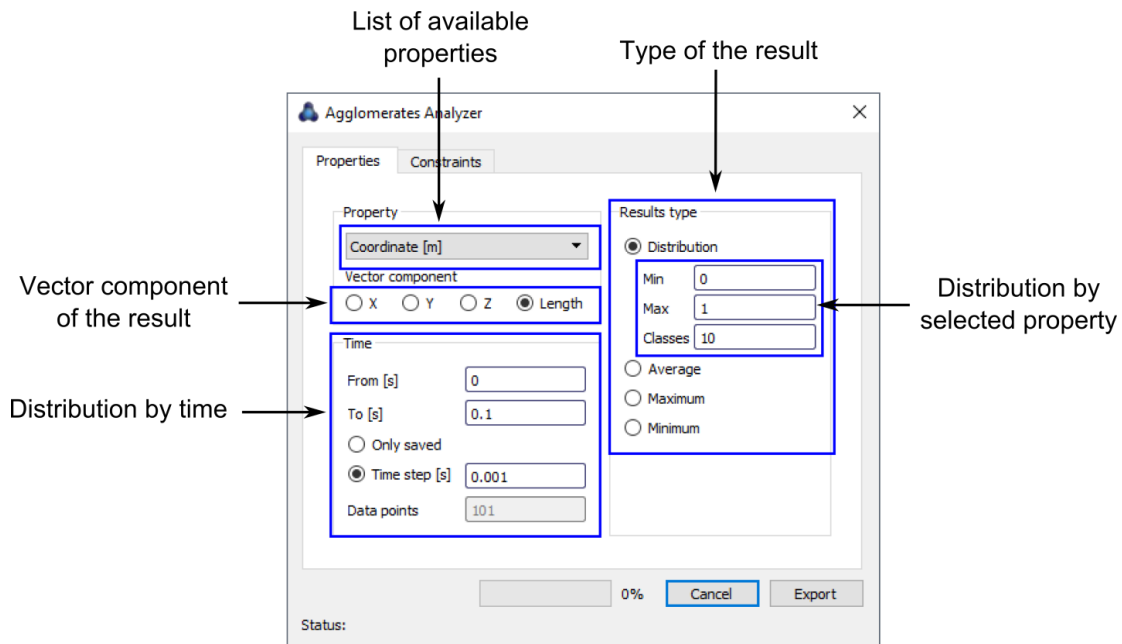 List of available
properties
Type of the result
Agglomerates Analyzer
Properties
Constraints
Property
Coordinate [m]
Vector component
X
Y
Z
Length
Vector component
of the result
Time
From [s]
0
To [s]
0.1
Only saved
Time step [s]
0.001
Data points
101
Distribution by time
Results type
Distribution
Min
0
Max
1
Classes
10
Average
Maximum
Minimum
Distribution by
selected property
0%
Cancel
Export
Status: